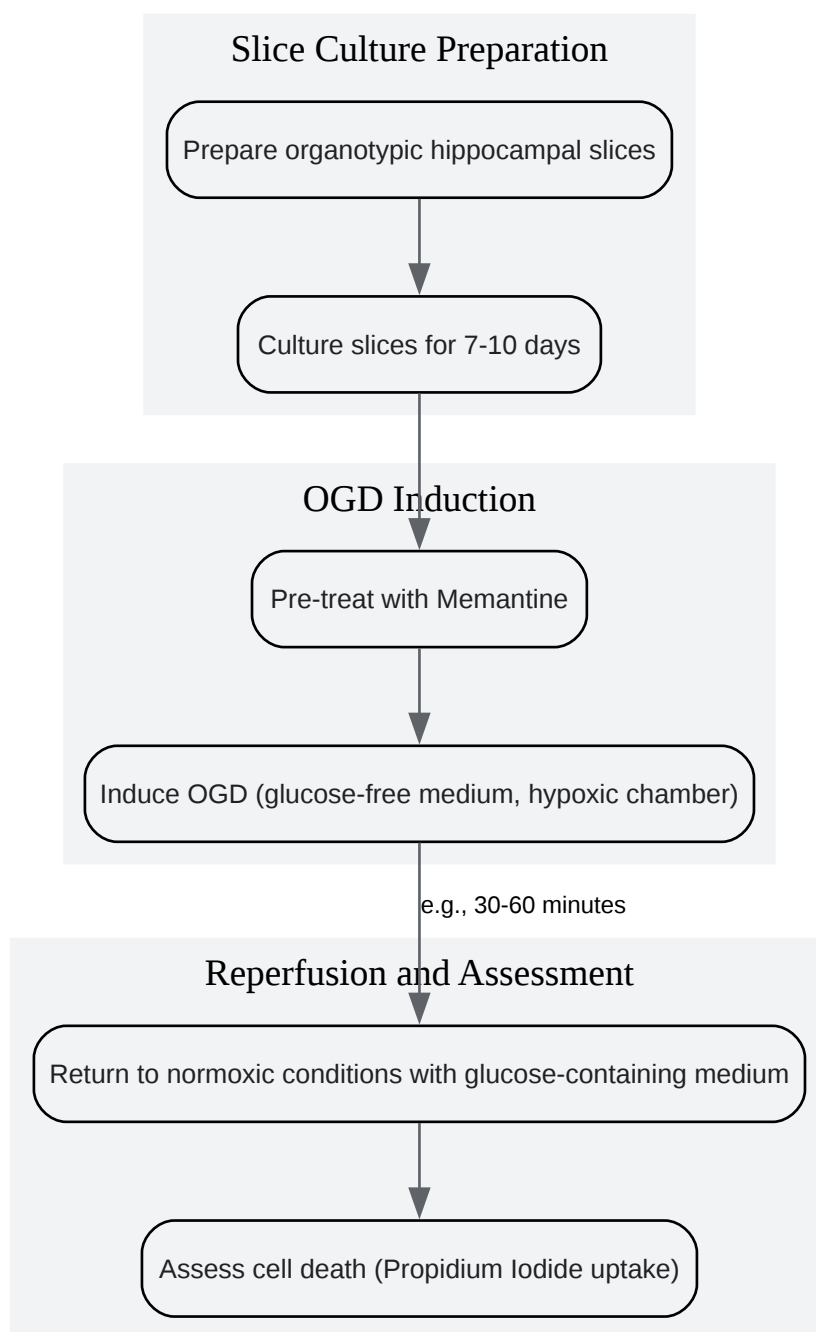 Slice Culture Preparation
Prepare organotypic hippocampal slices
Culture slices for 7-10 days
OGD Induction
Pre-treat with Memantine
Induce OGD (glucose-free medium, hypoxic chamber)
e.g., 30-60 minutes
Reperfusion and Assessment
Return to normoxic conditions with glucose-containing medium
Assess cell death (Propidium Iodide uptake)